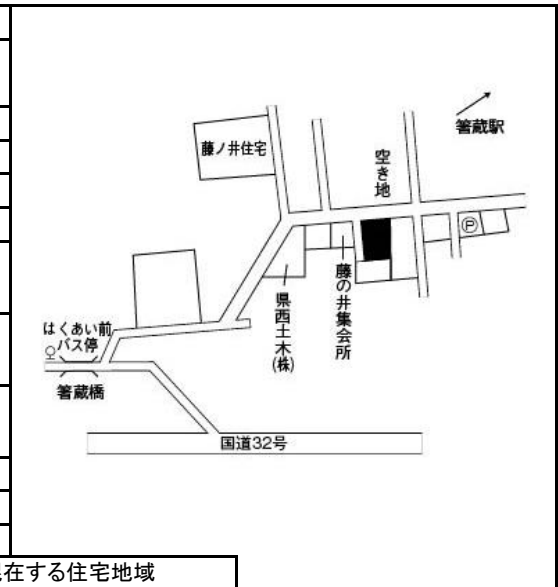 箸蔵駅
藤ノ井住宅
空き地
Ⓟ
藤の井集会所
県西土木
(株)
はくあい前
バス停
箸蔵橋
国道32号
在する住宅地域